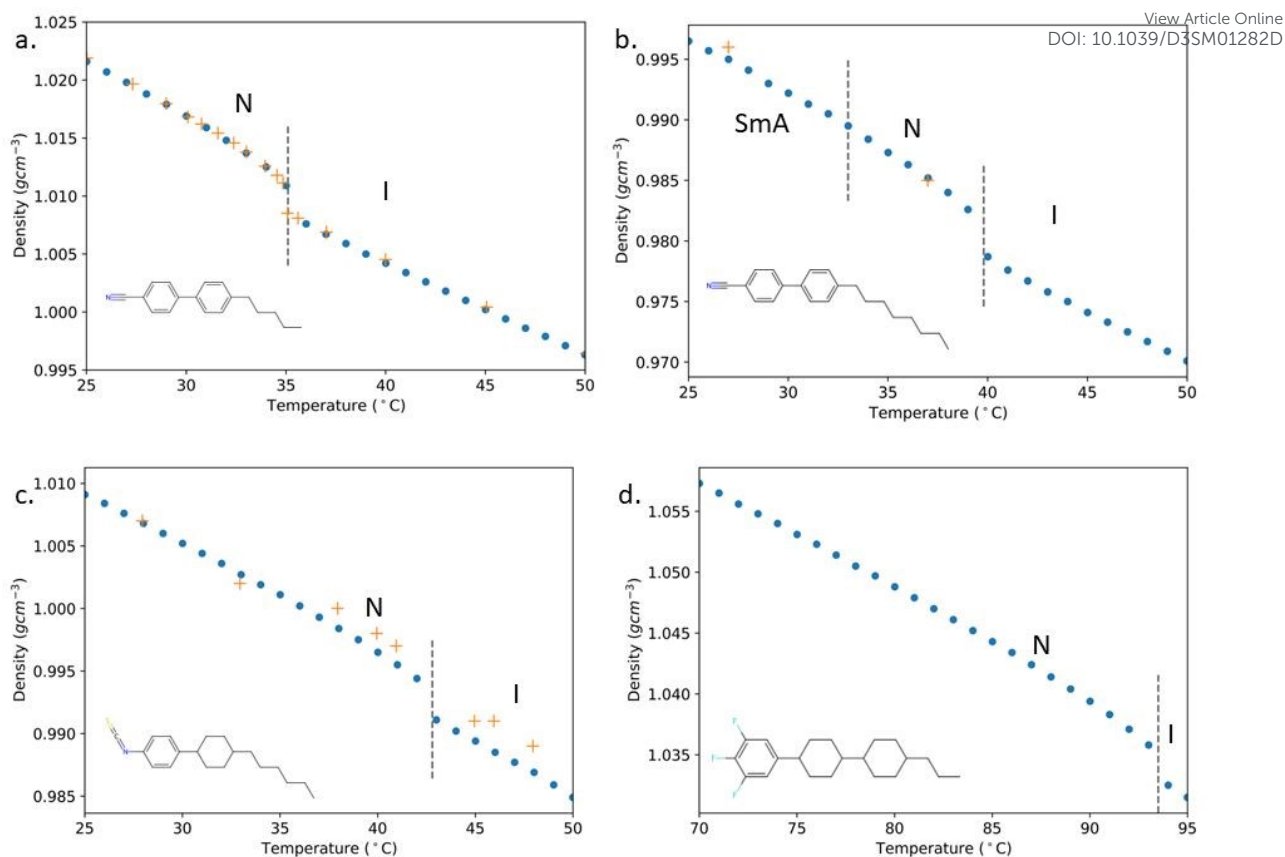 View Article Online
DOI: 10.1039/D3SM01282D
a.
1.025
1.020
1.015
1.010
1.005
1.000
0.995
Density (gcm⁻³)
N
I
N
25 30 35 40 45 50
Temperature (°C)
b.
0.995
0.990
0.985
0.980
0.975
0.970
Density (gcm⁻³)
SmA
N
I
N
25 30 35 40 45 50
Temperature (°C)
c.
1.010
1.005
1.000
0.995
0.990
0.985
Density (gcm⁻³)
N
I
S
C
N
25 30 35 40 45 50
Temperature (°C)
d.
1.055
1.050
1.045
1.040
1.035
Density (gcm⁻³)
N
I
F
F
F
70 75 80 85 90 95
Temperature (°C)